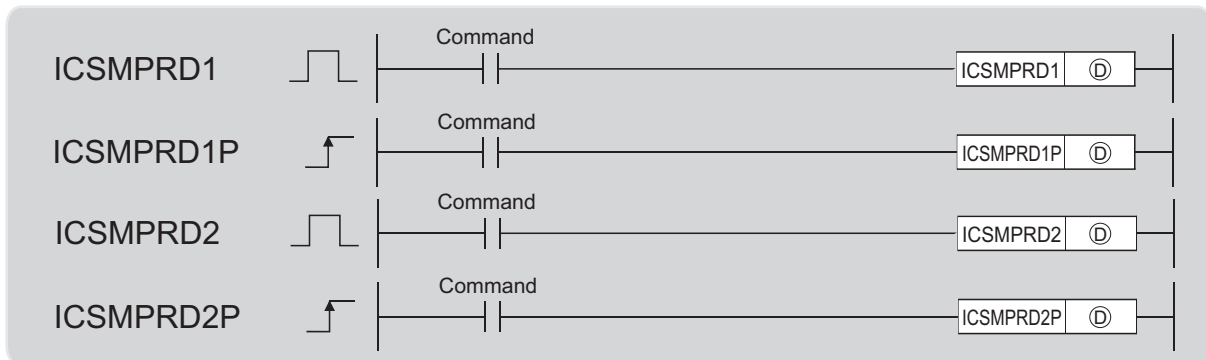 Command
ICSMPRD1 ICSMPRD1 Ⓓ
Command
ICSMPRD1P ICSMPRD1P Ⓓ
Command
ICSMPRD2 ICSMPRD2 Ⓓ
Command
ICSMPRD2P ICSMPRD2P Ⓓ